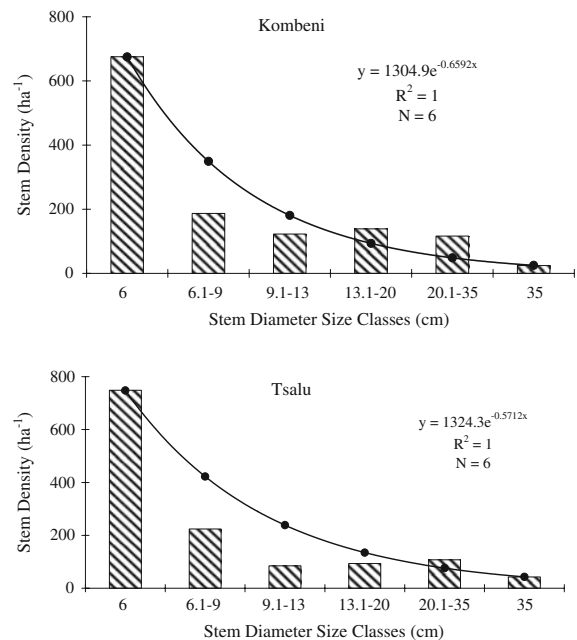 Kombeni
y = 1304.9e^-0.6592x
R² = 1
N = 6
Stem Density (ha⁻¹)
800
600
400
200
0
6 6.1-9 9.1-13 13.1-20 20.1-35 35
Stem Diameter Size Classes (cm)
Tsalu
y = 1324.3e^-0.5712x
R² = 1
N = 6
Stem Density (ha⁻¹)
800
600
400
200
0
6 6.1-9 9.1-13 13.1-20 20.1-35 35
Stem Diameter Size Classes (cm)